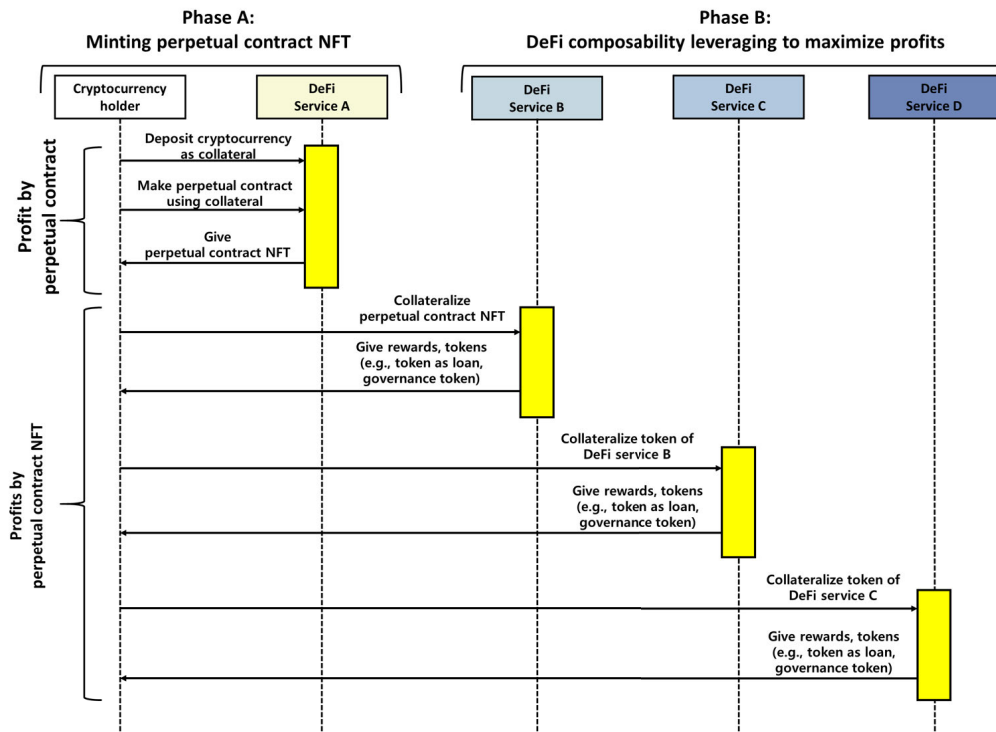 Phase A:
Minting perpetual contract NFT
Phase B:
DeFi composability leveraging to maximize profits
Cryptocurrency
holder
DeFi
Service A
DeFi
Service B
DeFi
Service C
DeFi
Service D
Profit by
perpetual contract
Deposit cryptocurrency
as collateral
Make perpetual contract
using collateral
Give
perpetual contract NFT
Profits by
perpetual contract NFT
Collateralize
perpetual contract NFT
Give rewards, tokens
(e.g., token as loan,
governance token)
Collateralize token of
DeFi service B
Give rewards, tokens
(e.g., token as loan,
governance token)
Collateralize token of
DeFi service C
Give rewards, tokens
(e.g., token as loan,
governance token)